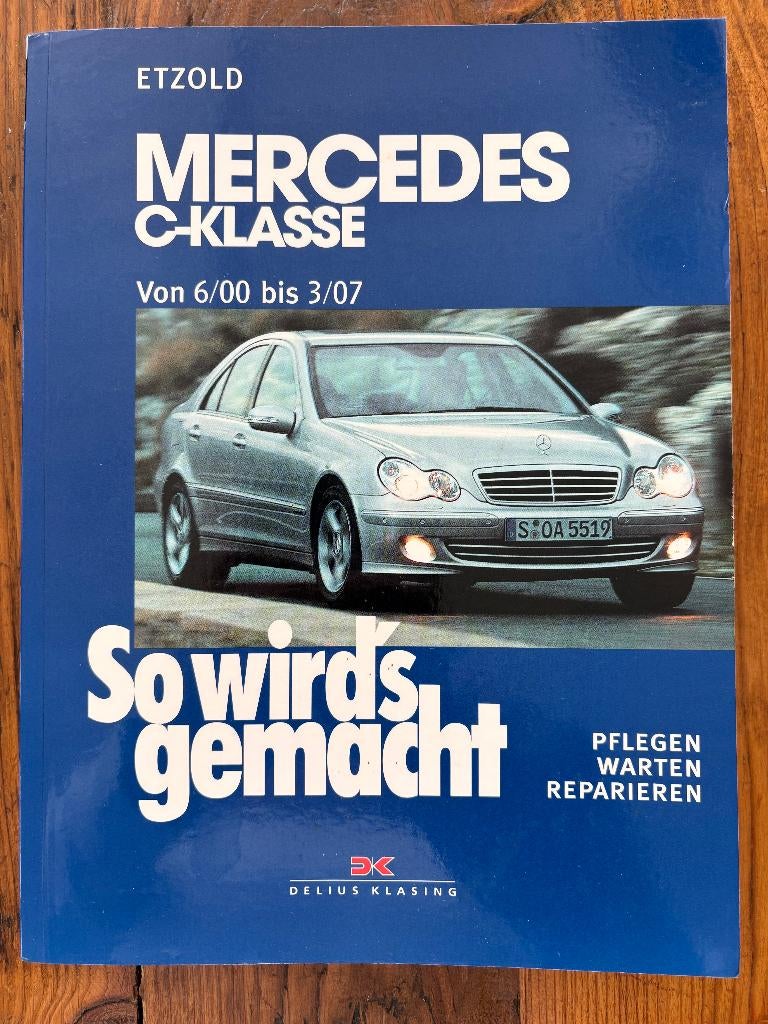 ETZOLD
MERCEDES
C-KLASSE
Von 6/00 bis 3/07
S OA 5519
So wird's
gemacht
PFLEGEN
WARTEN
REPARIEREN
DK
DELIUS KLASING